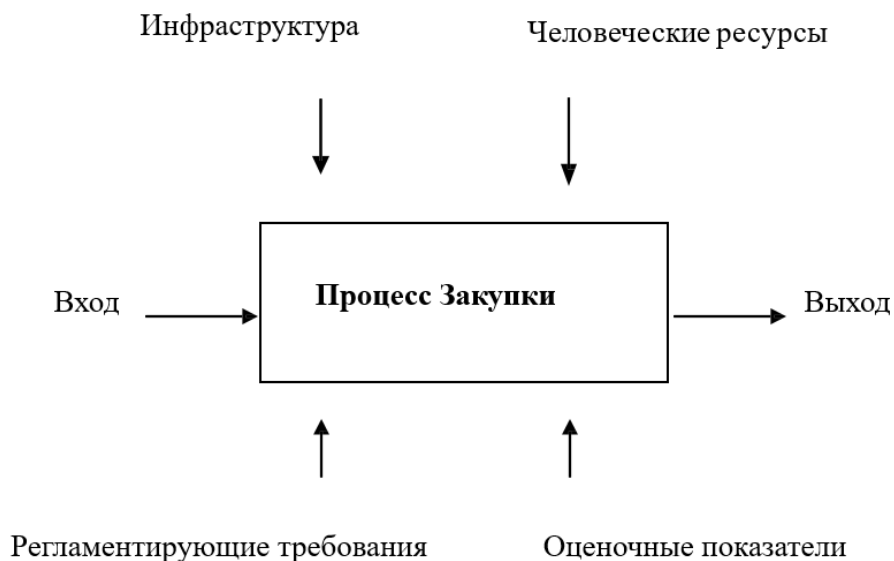 Инфраструктура
Человеческие ресурсы
Вход
Процесс Закупки
Выход
Регламентирующие требования
Оценочные показатели